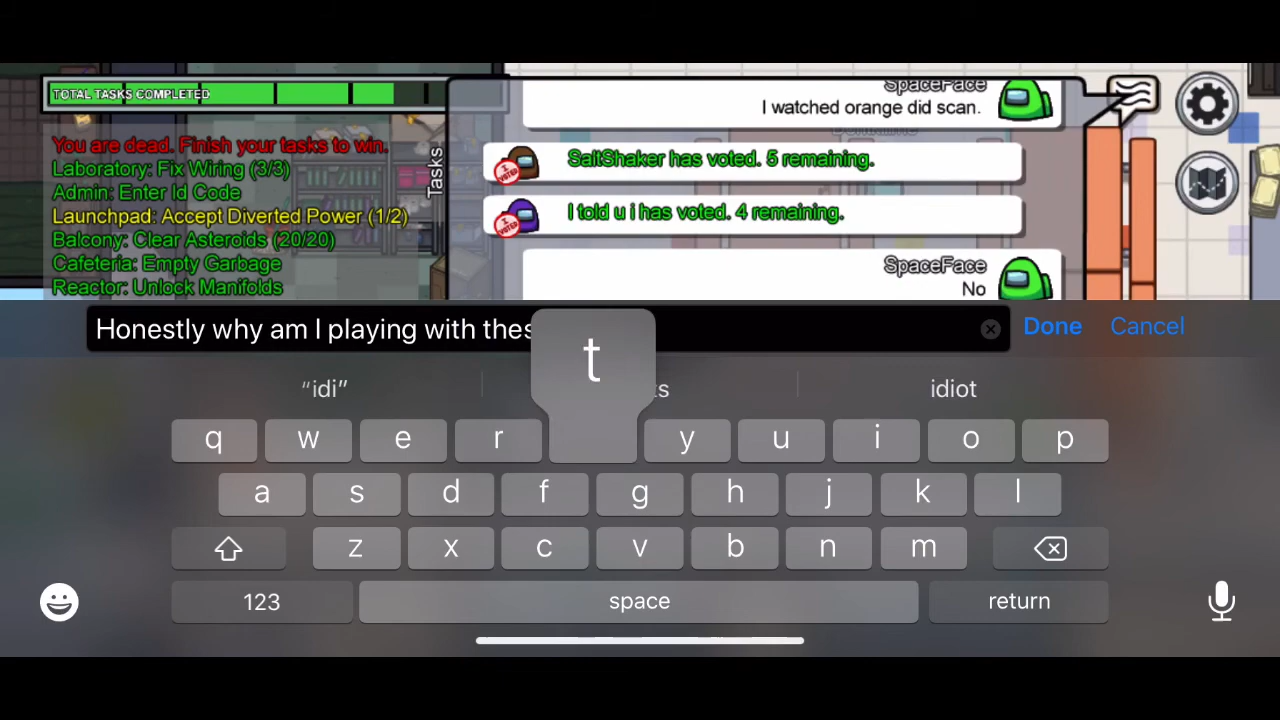 TOTAL TASKS COMPLETED
You are dead. Finish your tasks to win.
Laboratory: Fix Wiring (3/3)
Admin: Enter Id Code
Launchpad: Accept Diverted Power (1/2)
Balcony: Clear Asteroids (20/20)
Cafeteria: Empty Garbage
Reactor: Unlock Manifolds
Tasks
SpaceFace
I watched orange did scan.
I VOTED
SaltShaker has voted. 5 remaining.
I VOTED
I told u i has voted. 4 remaining.
SpaceFace
No
Honestly why am I playing with thes
Done
Cancel
t
“idi”
idiot
q w e r y u i o p
a s d f g h j k l
z x c v b n m
123
space
return